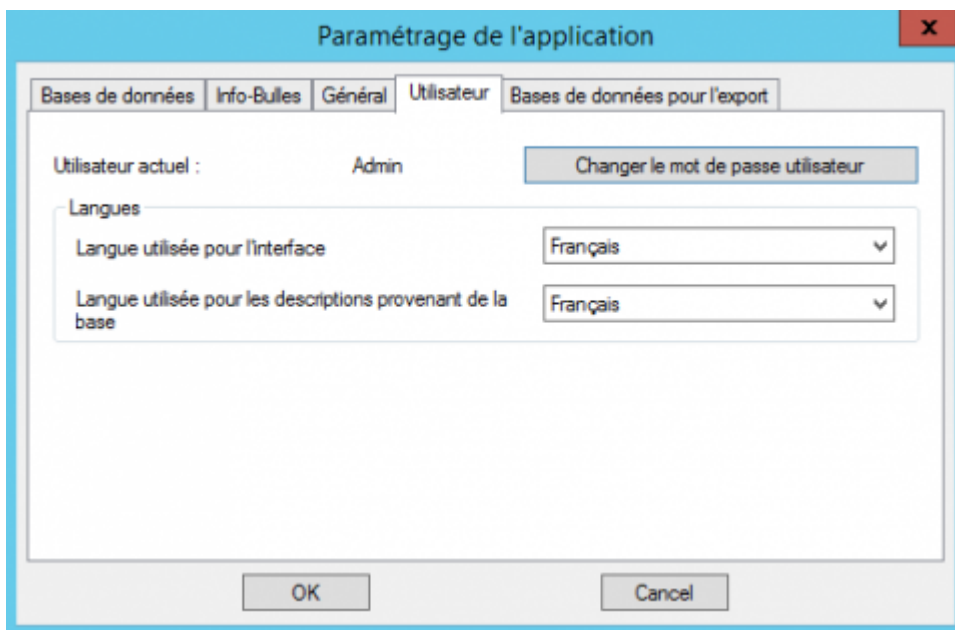 Paramétrage de l'application
x
Bases de données Info-Bulles Général Utilisateur Bases de données pour l'export
Utilisateur actuel : Admin Changer le mot de passe utilisateur
Langues
Langue utilisée pour l'interface Français
Langue utilisée pour les descriptions provenant de la
base
Français
OK Cancel